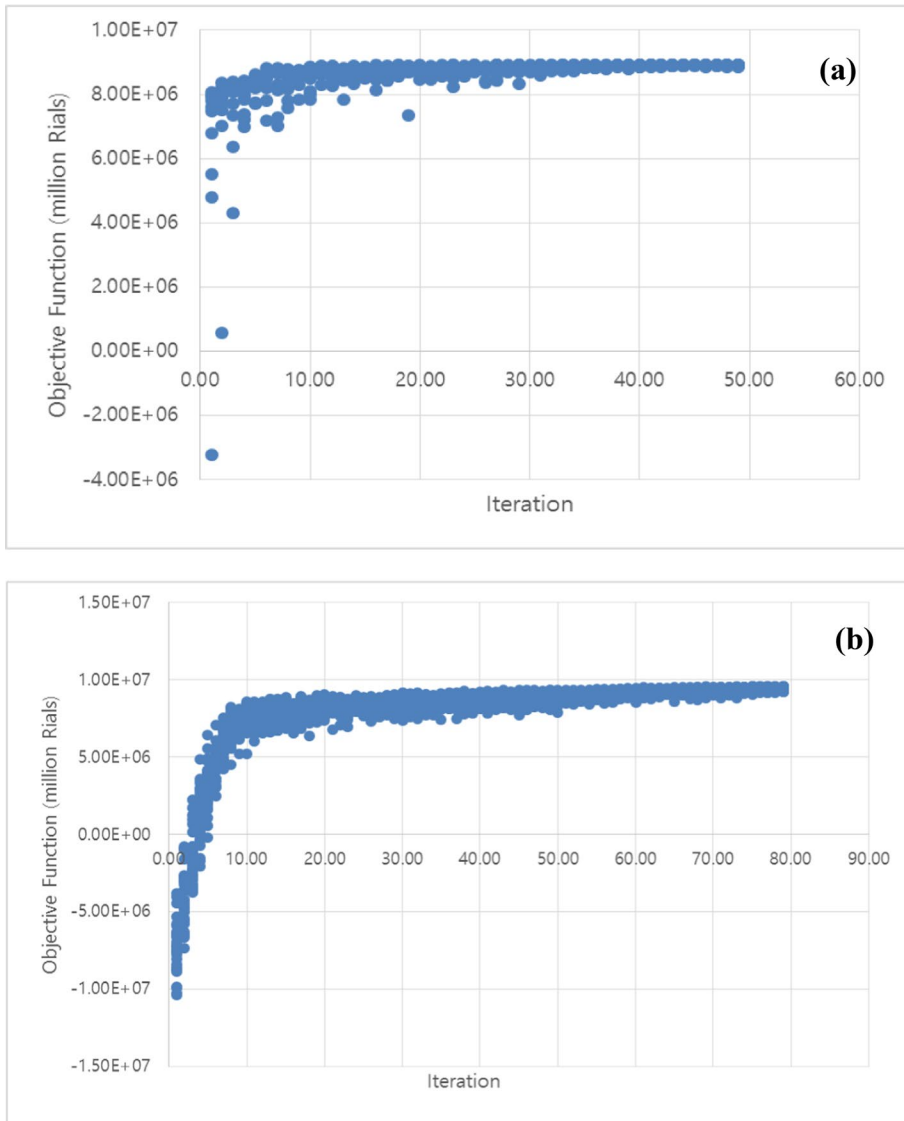 1.00E+07
(a)
8.00E+06
6.00E+06
4.00E+06
2.00E+06
0.00E+00
0.00 10.00 20.00 30.00 40.00 50.00 60.00
-2.00E+06
-4.00E+06
Objective Function (million Rials)
Iteration
1.50E+07
(b)
1.00E+07
5.00E+06
0.00E+00
0.00 10.00 20.00 30.00 40.00 50.00 60.00 70.00 80.00 90.00
-5.00E+06
-1.00E+07
-1.50E+07
Objective Function (million Rials)
Iteration